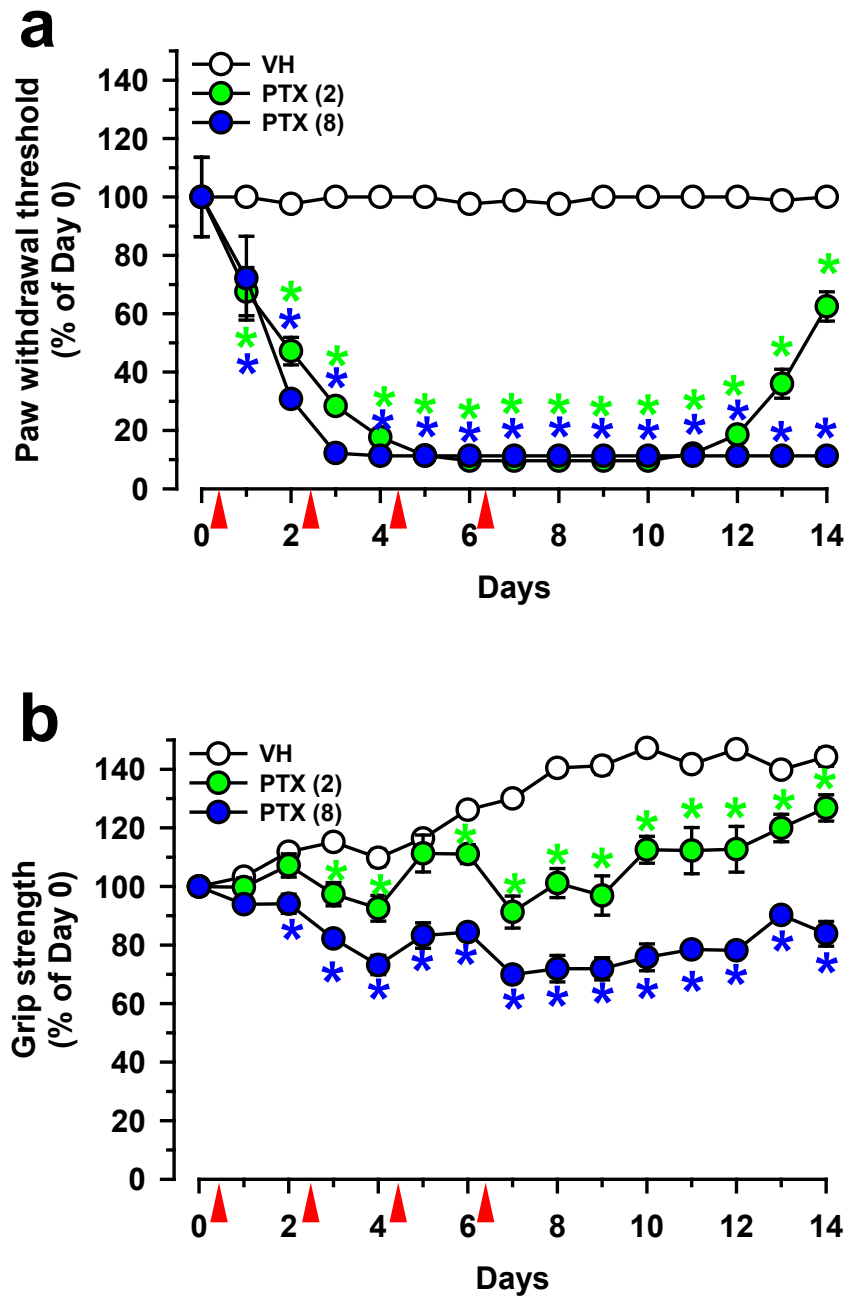 a
VH
PTX (2)
PTX (8)
Paw withdrawal threshold
(% of Day 0)
140
120
100
80
60
40
20
0
* * * * * * * * * * * * * *
* * * * * * * * * * * * * *
0 2 4 6 8 10 12 14
Days
b
VH
PTX (2)
PTX (8)
Grip strength
(% of Day 0)
140
120
100
80
60
40
20
0
* * * * * * * * * * *
* * * * * * * * * * * * *
0 2 4 6 8 10 12 14
Days